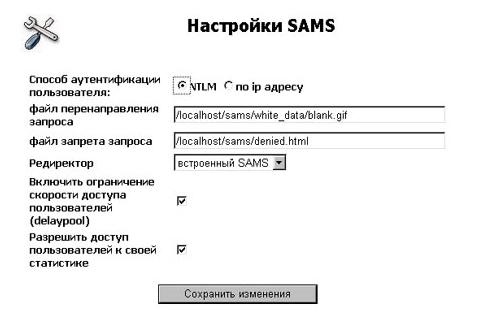 Настройки SAMS
Способ аутентификации
пользователя:
NTLM по ip адресу
файл перенаправления
запроса
/localhost/sams/white_data/blank.gif
файл запрета запроса
/localhost/sams/denied.html
Редиректор
встроенный SAMS
Включить ограничение
скорости доступа
пользователей
(delaypool)
Разрешить доступ
пользователей к своей
статистике
Сохранить изменения